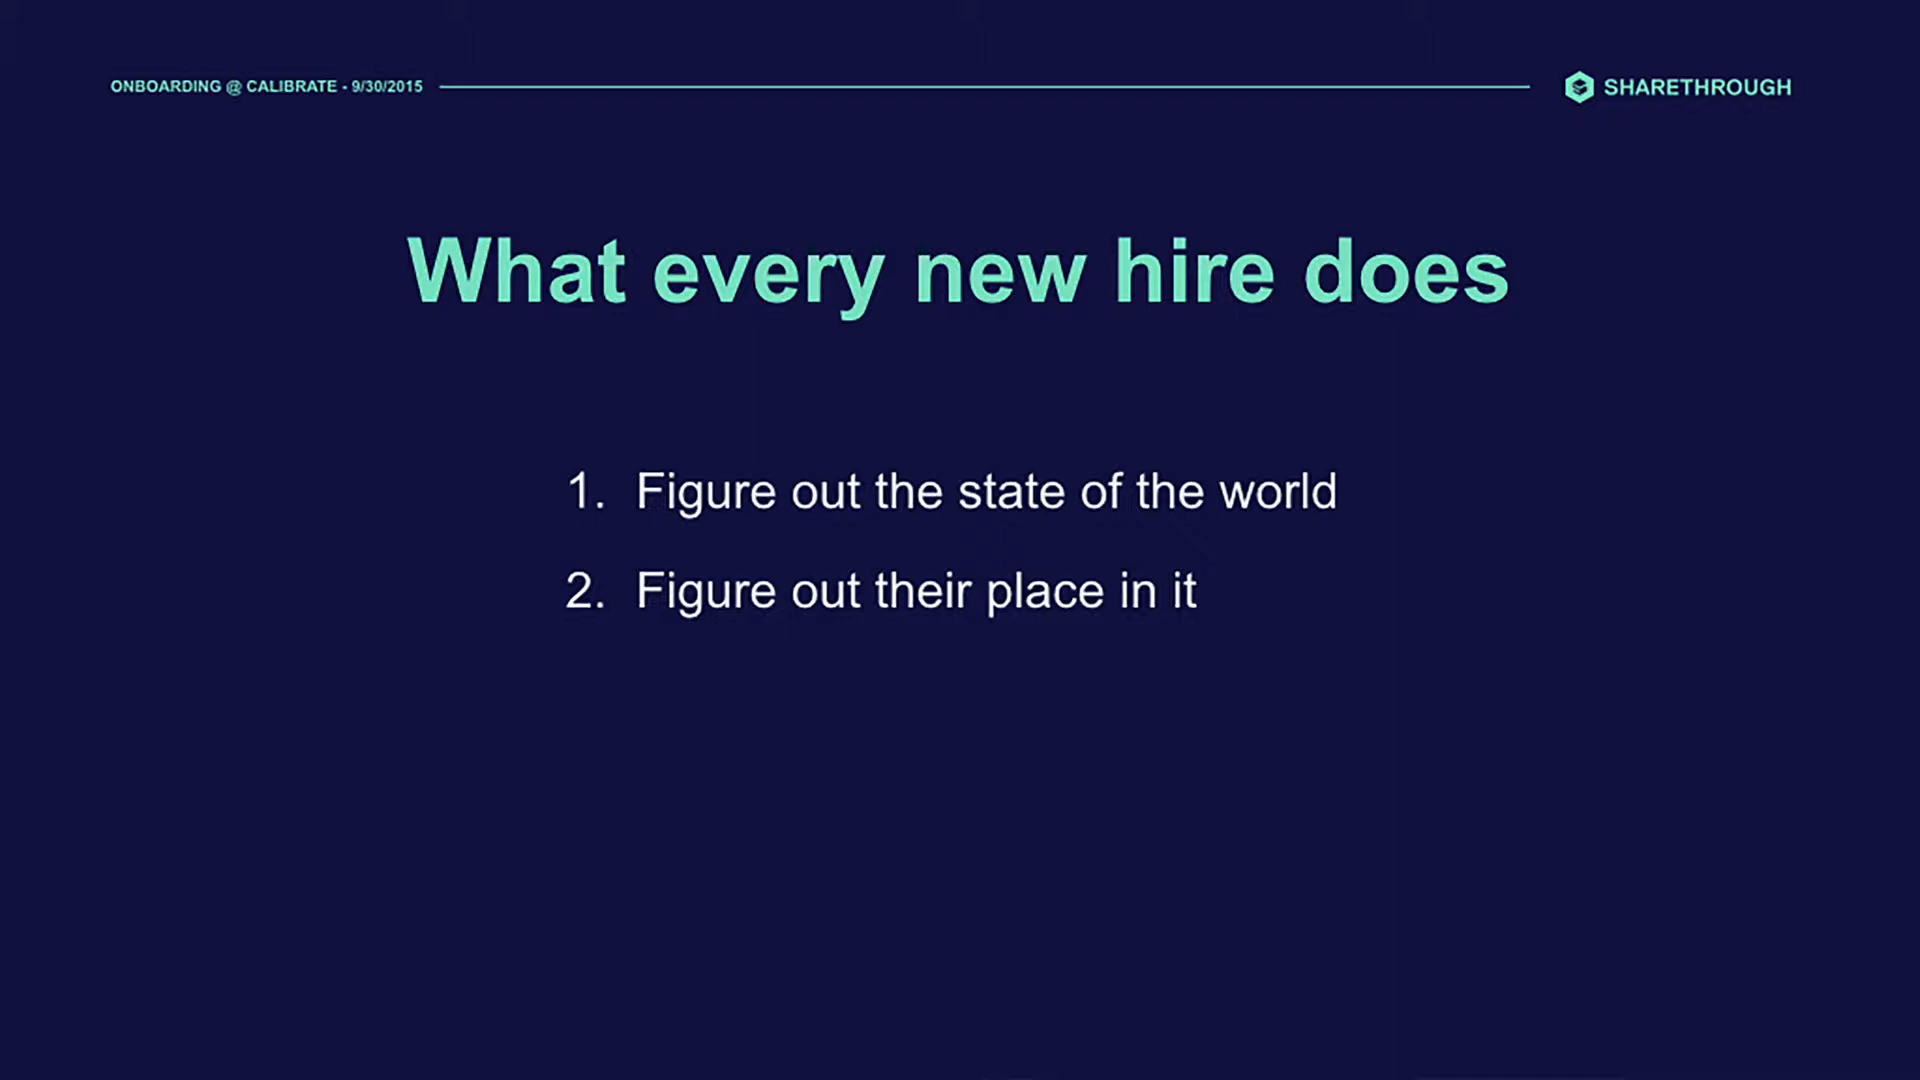 ONBOARDING @ CALIBRATE - 9/30/2015
SHARETHROUGH
What every new hire does
1. Figure out the state of the world
2. Figure out their place in it